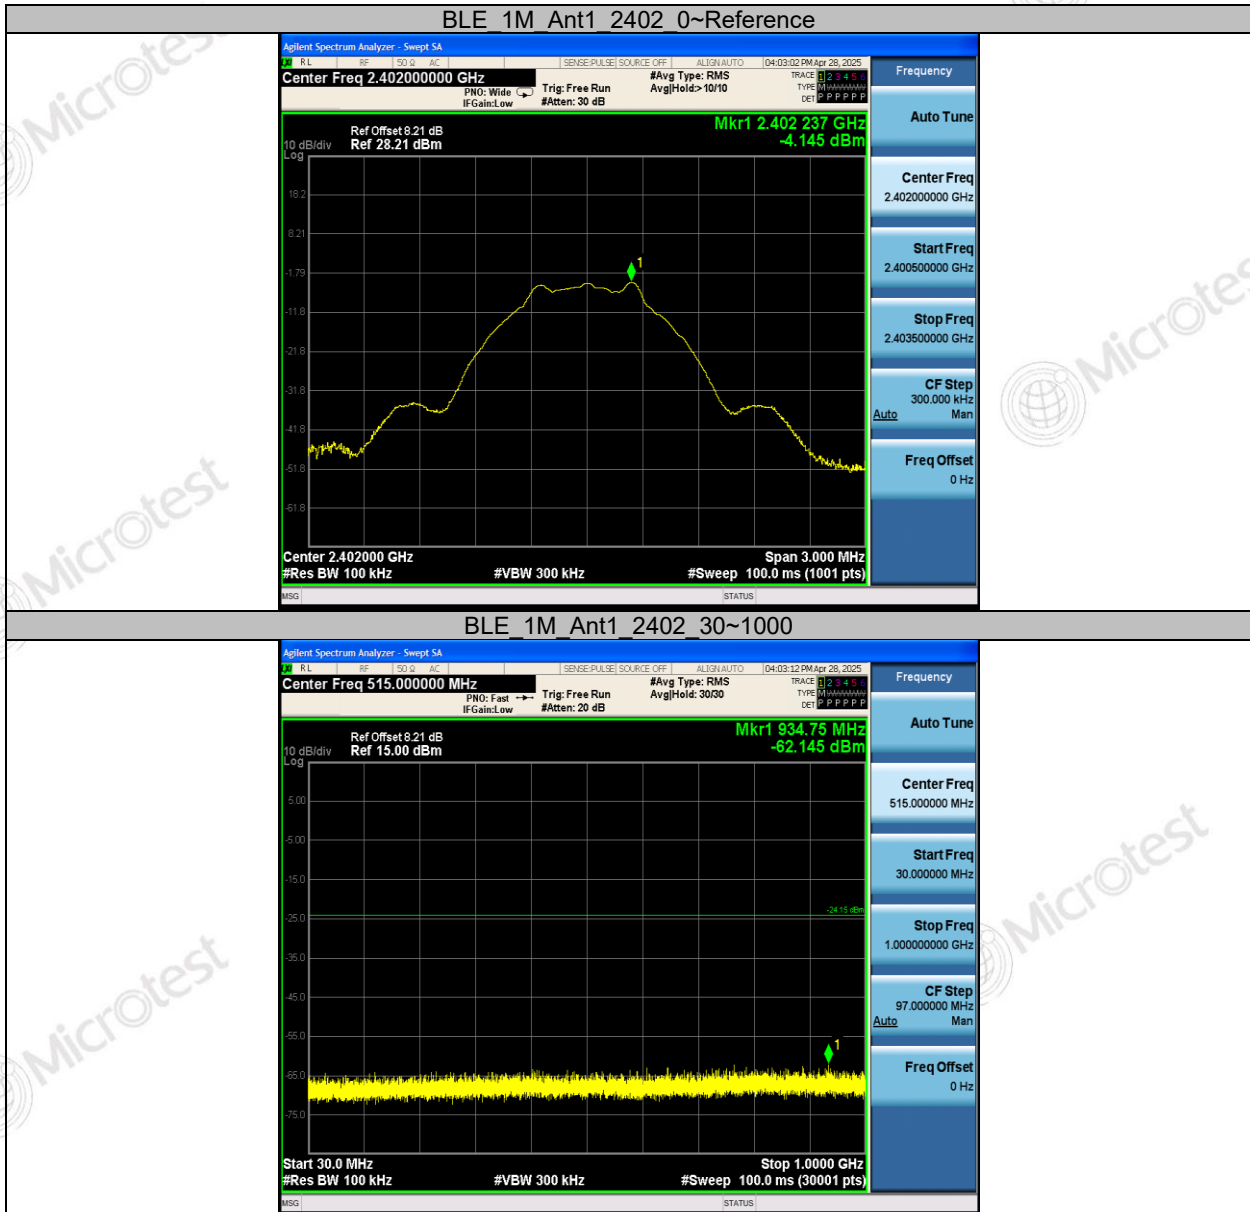 BLE_1M_Ant1_2402_0~Reference
Agilent Spectrum Analyzer - Swept SA
RL RF 50 Ω AC SENSE:PULSE SOURCE OFF ALIGNAUTO 04:03:02 PM Apr 28, 2025
Center Freq 2.402000000 GHz
#Avg Type: RMS
TRACE 1 2 3 4 5 6
PNO: Wide
Trig: Free Run
Avg|Hold:>10/10
TYPE M
IFGain:Low
#Atten: 30 dB
DET P P P P P P
Mkr1 2.402 237 GHz
-4.145 dBm
Ref Offset 8.21 dB
10 dB/div Ref 28.21 dBm
Log
18.2
8.21
-1.79
-11.8
-21.8
-31.8
-41.8
-51.8
-61.8
1
Center 2.402000 GHz
Span 3.000 MHz
#Res BW 100 kHz
#VBW 300 kHz
#Sweep 100.0 ms (1001 pts)
MSG
STATUS
Frequency
Auto Tune
Center Freq
2.402000000 GHz
Start Freq
2.400500000 GHz
Stop Freq
2.403500000 GHz
CF Step
300.000 kHz
Auto Man
Freq Offset
0 Hz
BLE_1M_Ant1_2402_30~1000
Agilent Spectrum Analyzer - Swept SA
RL RF 50 Ω AC SENSE:PULSE SOURCE OFF ALIGNAUTO 04:03:12 PM Apr 28, 2025
Center Freq 515.000000 MHz
#Avg Type: RMS
TRACE 1 2 3 4 5 6
PNO: Fast
Trig: Free Run
Avg|Hold: 30/30
TYPE M
IFGain:Low
#Atten: 20 dB
DET P P P P P P
Mkr1 934.75 MHz
-62.145 dBm
Ref Offset 8.21 dB
10 dB/div Ref 15.00 dBm
Log
5.00
-5.00
-15.0
-25.0
-35.0
-45.0
-55.0
-65.0
-75.0
-24.15 dBm
1
Start 30.0 MHz
Stop 1.0000 GHz
#Res BW 100 kHz
#VBW 300 kHz
#Sweep 100.0 ms (30001 pts)
MSG
STATUS
Frequency
Auto Tune
Center Freq
515.000000 MHz
Start Freq
30.000000 MHz
Stop Freq
1.000000000 GHz
CF Step
97.000000 MHz
Auto Man
Freq Offset
0 Hz
Microtest
Microtest
Microtest
Microtest
Microtest